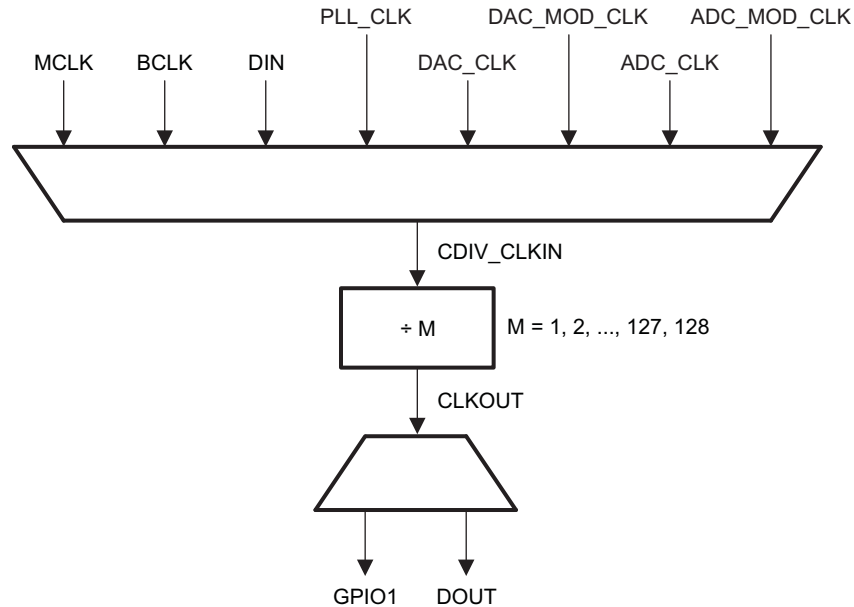 PLL_CLK DAC_MOD_CLK ADC_MOD_CLK
MCLK BCLK DIN DAC_CLK ADC_CLK
CDIV_CLKIN
÷ M M = 1, 2, ..., 127, 128
CLKOUT
GPIO1 DOUT